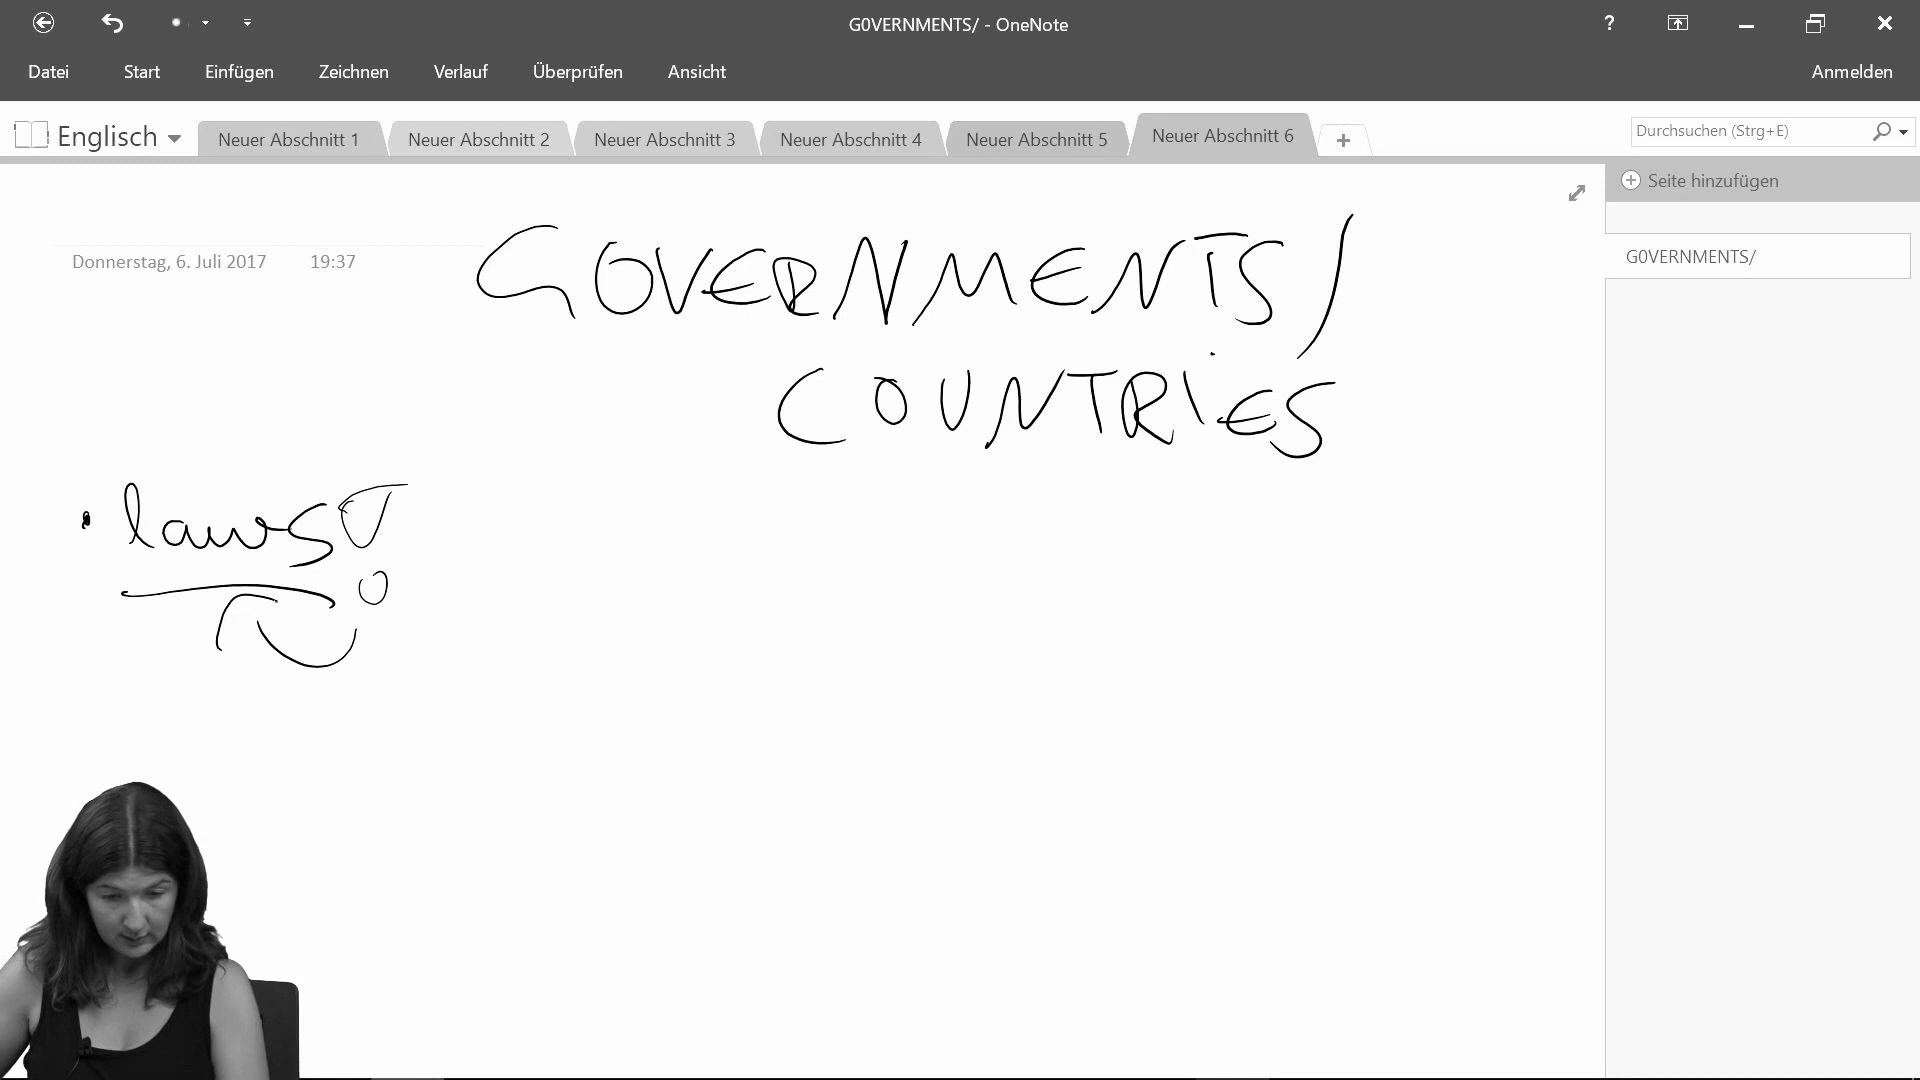 G0VERNMENTS/ - OneNote
?
Datei Start Einfügen Zeichnen Verlauf Überprüfen Ansicht Anmelden
Englisch Neuer Abschnitt 1 Neuer Abschnitt 2 Neuer Abschnitt 3 Neuer Abschnitt 4 Neuer Abschnitt 5 Neuer Abschnitt 6 +
Durchsuchen (Strg+E)
Seite hinzufügen
G0VERNMENTS/
Donnerstag, 6. Juli 2017 19:37
GOVERNMENTS/
COUNTRIES
• laws